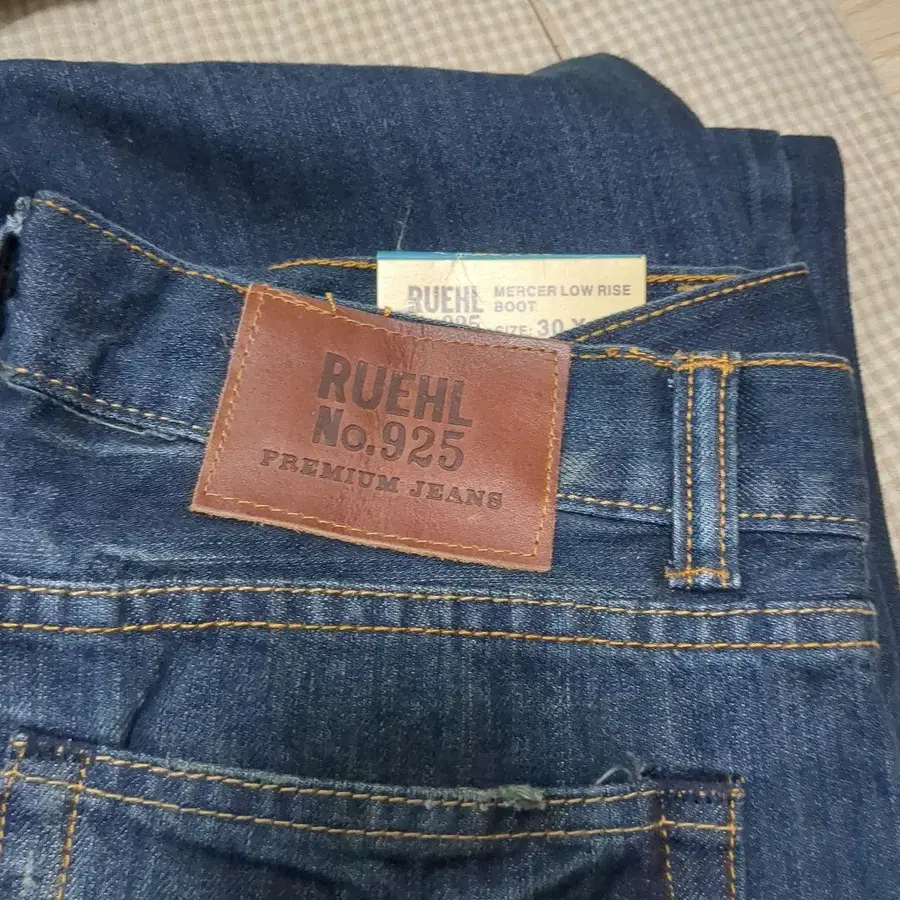 RUEHL
MERCER LOW RISE
BOOT
SIZE: 30 X
RUEHL
No.925
PREMIUM JEANS